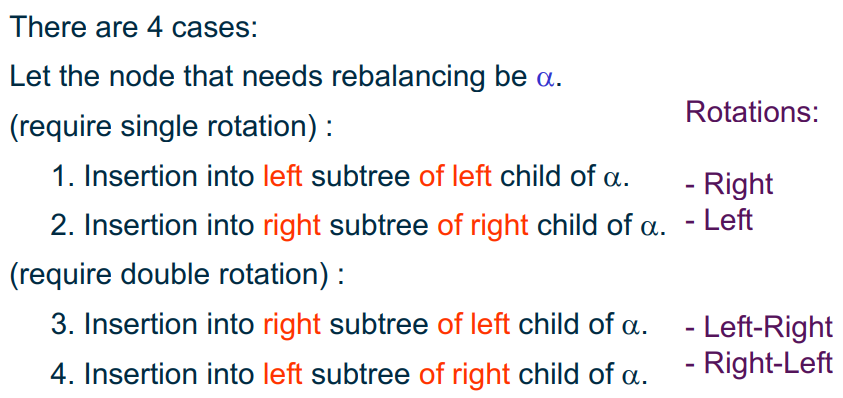 There are 4 cases:
Let the node that needs rebalancing be α.
(require single rotation) :
1. Insertion into left subtree of left child of α.
2. Insertion into right subtree of right child of α.
(require double rotation) :
3. Insertion into right subtree of left child of α.
4. Insertion into left subtree of right child of α.
Rotations:
- Right
- Left
- Left-Right
- Right-Left